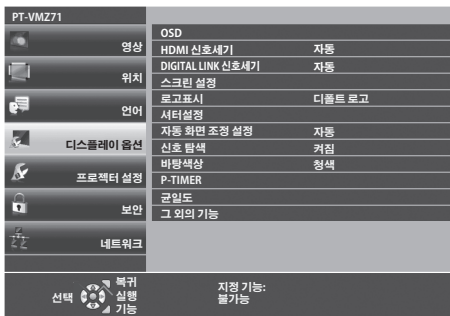 PT-VMZ71
영상
위치
언어
디스플레이 옵션
프로젝터 설정
보안
네트워크
OSD
HDMI 신호세기 자동
DIGITAL LINK 신호세기 자동
스크린 설정
로고표시 디폴트 로고
셔터설정
자동 화면 조정 설정 자동
신호 탐색 켜짐
바탕색상 청색
P-TIMER
균일도
그 외의 기능
선택
복귀
실행
기능
지정 기능:
불가능